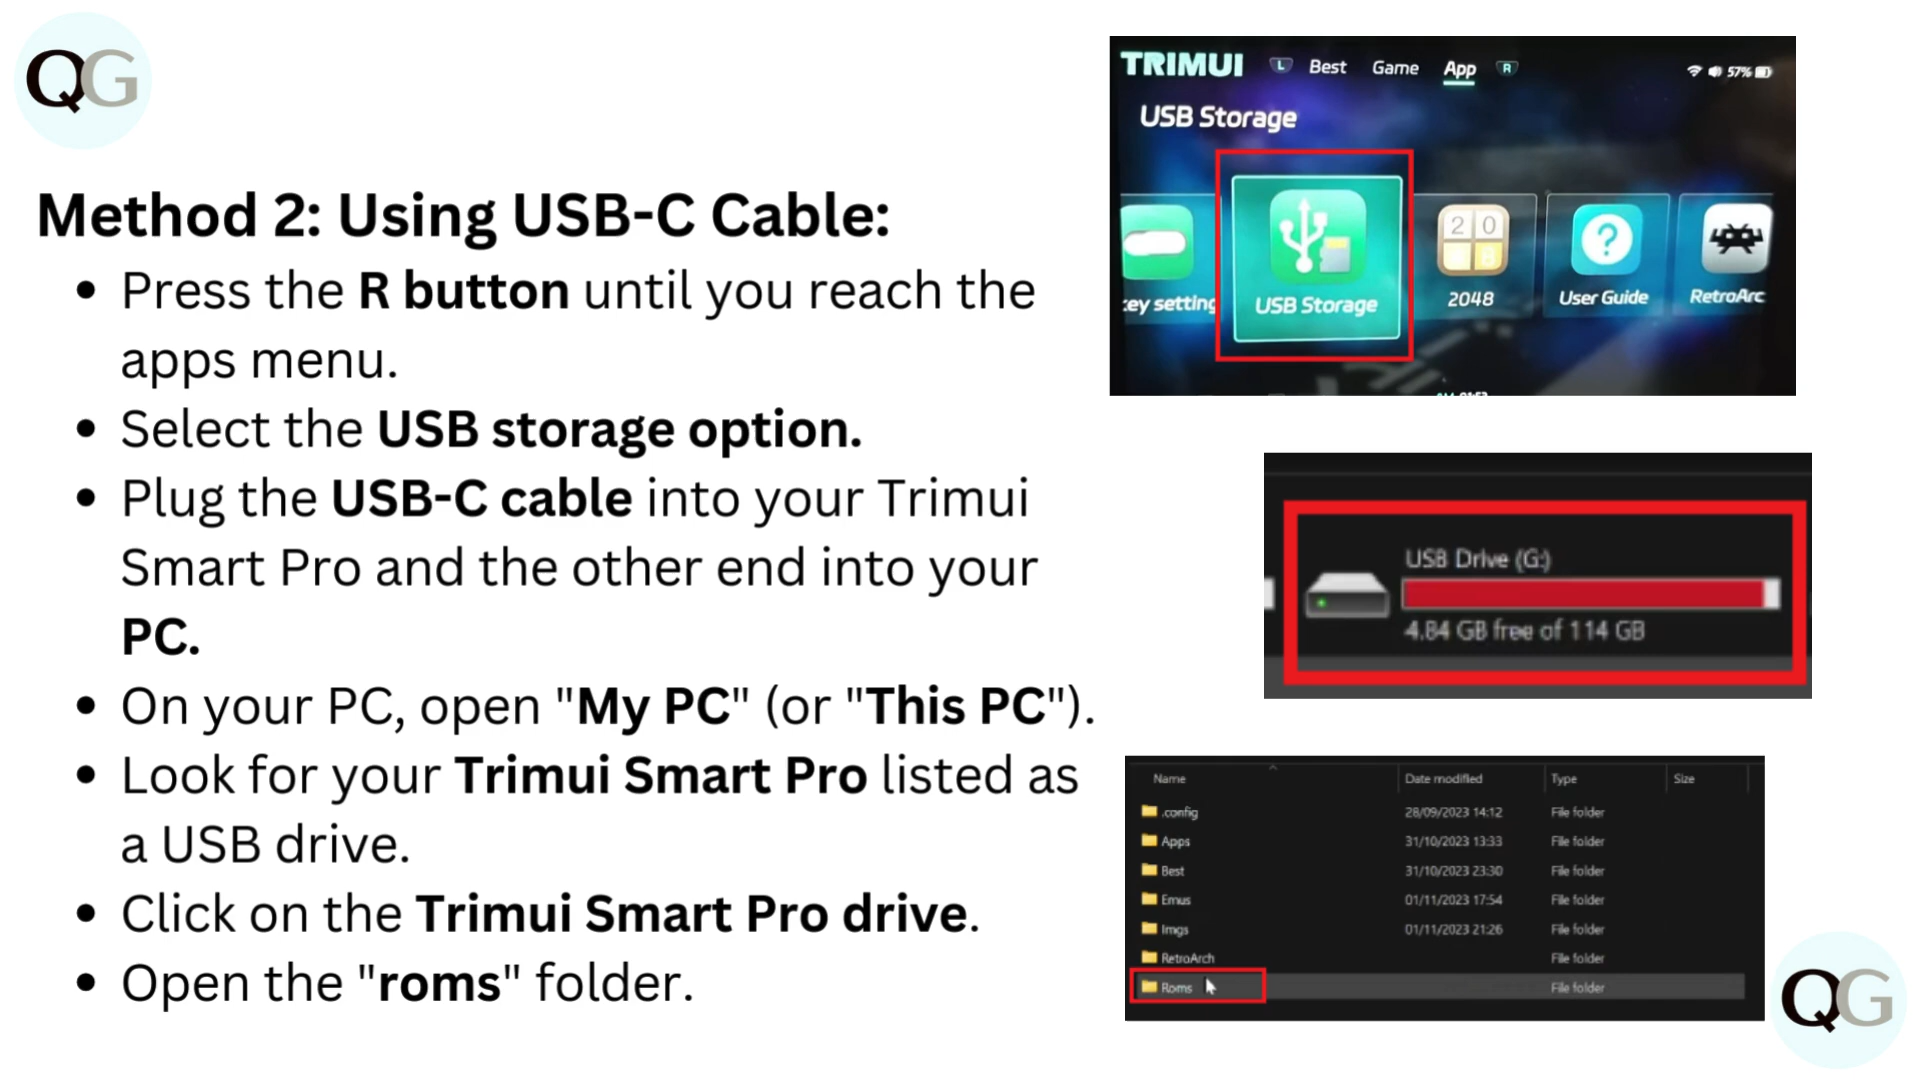 QG
Method 2: Using USB-C Cable:
• Press the R button until you reach the
apps menu.
• Select the USB storage option.
• Plug the USB-C cable into your Trimui
Smart Pro and the other end into your
PC.
• On your PC, open "My PC" (or "This PC").
• Look for your Trimui Smart Pro listed as
a USB drive.
• Click on the Trimui Smart Pro drive.
• Open the "roms" folder.
TRIMUI L Best Game App R 57%
USB Storage
key setting USB Storage 2048 User Guide RetroArc
USB Drive (G:)
4.84 GB free of 114 GB
Name Date modified Type Size
.config 28/09/2023 14:12 File folder
Apps 31/10/2023 13:33 File folder
Best 31/10/2023 23:30 File folder
Emus 01/11/2023 17:54 File folder
Imgs 01/11/2023 21:26 File folder
RetroArch File folder
Roms File folder
QG